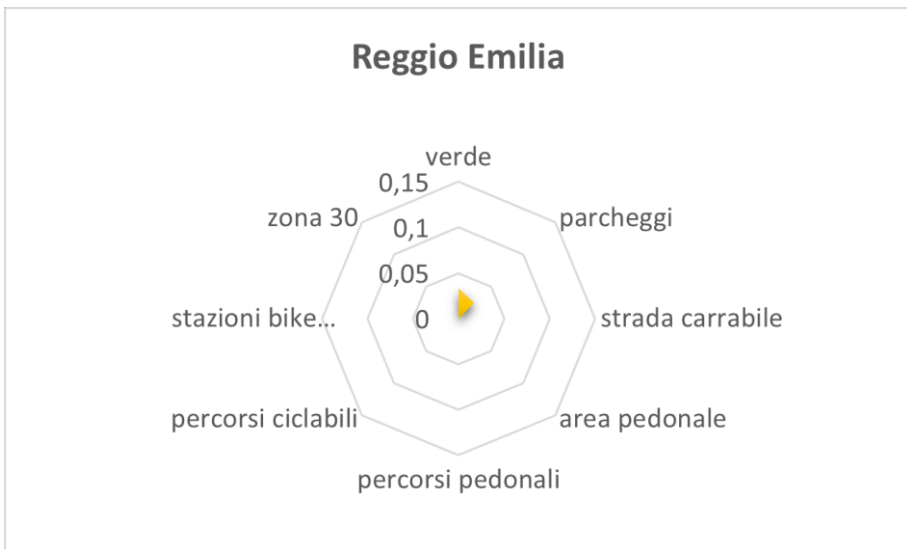 Reggio Emilia
verde
0,15
zona 30
parcheggi
0,1
0,05
stazioni bike...
0
strada carrabile
percorsi ciclabili
area pedonale
percorsi pedonali